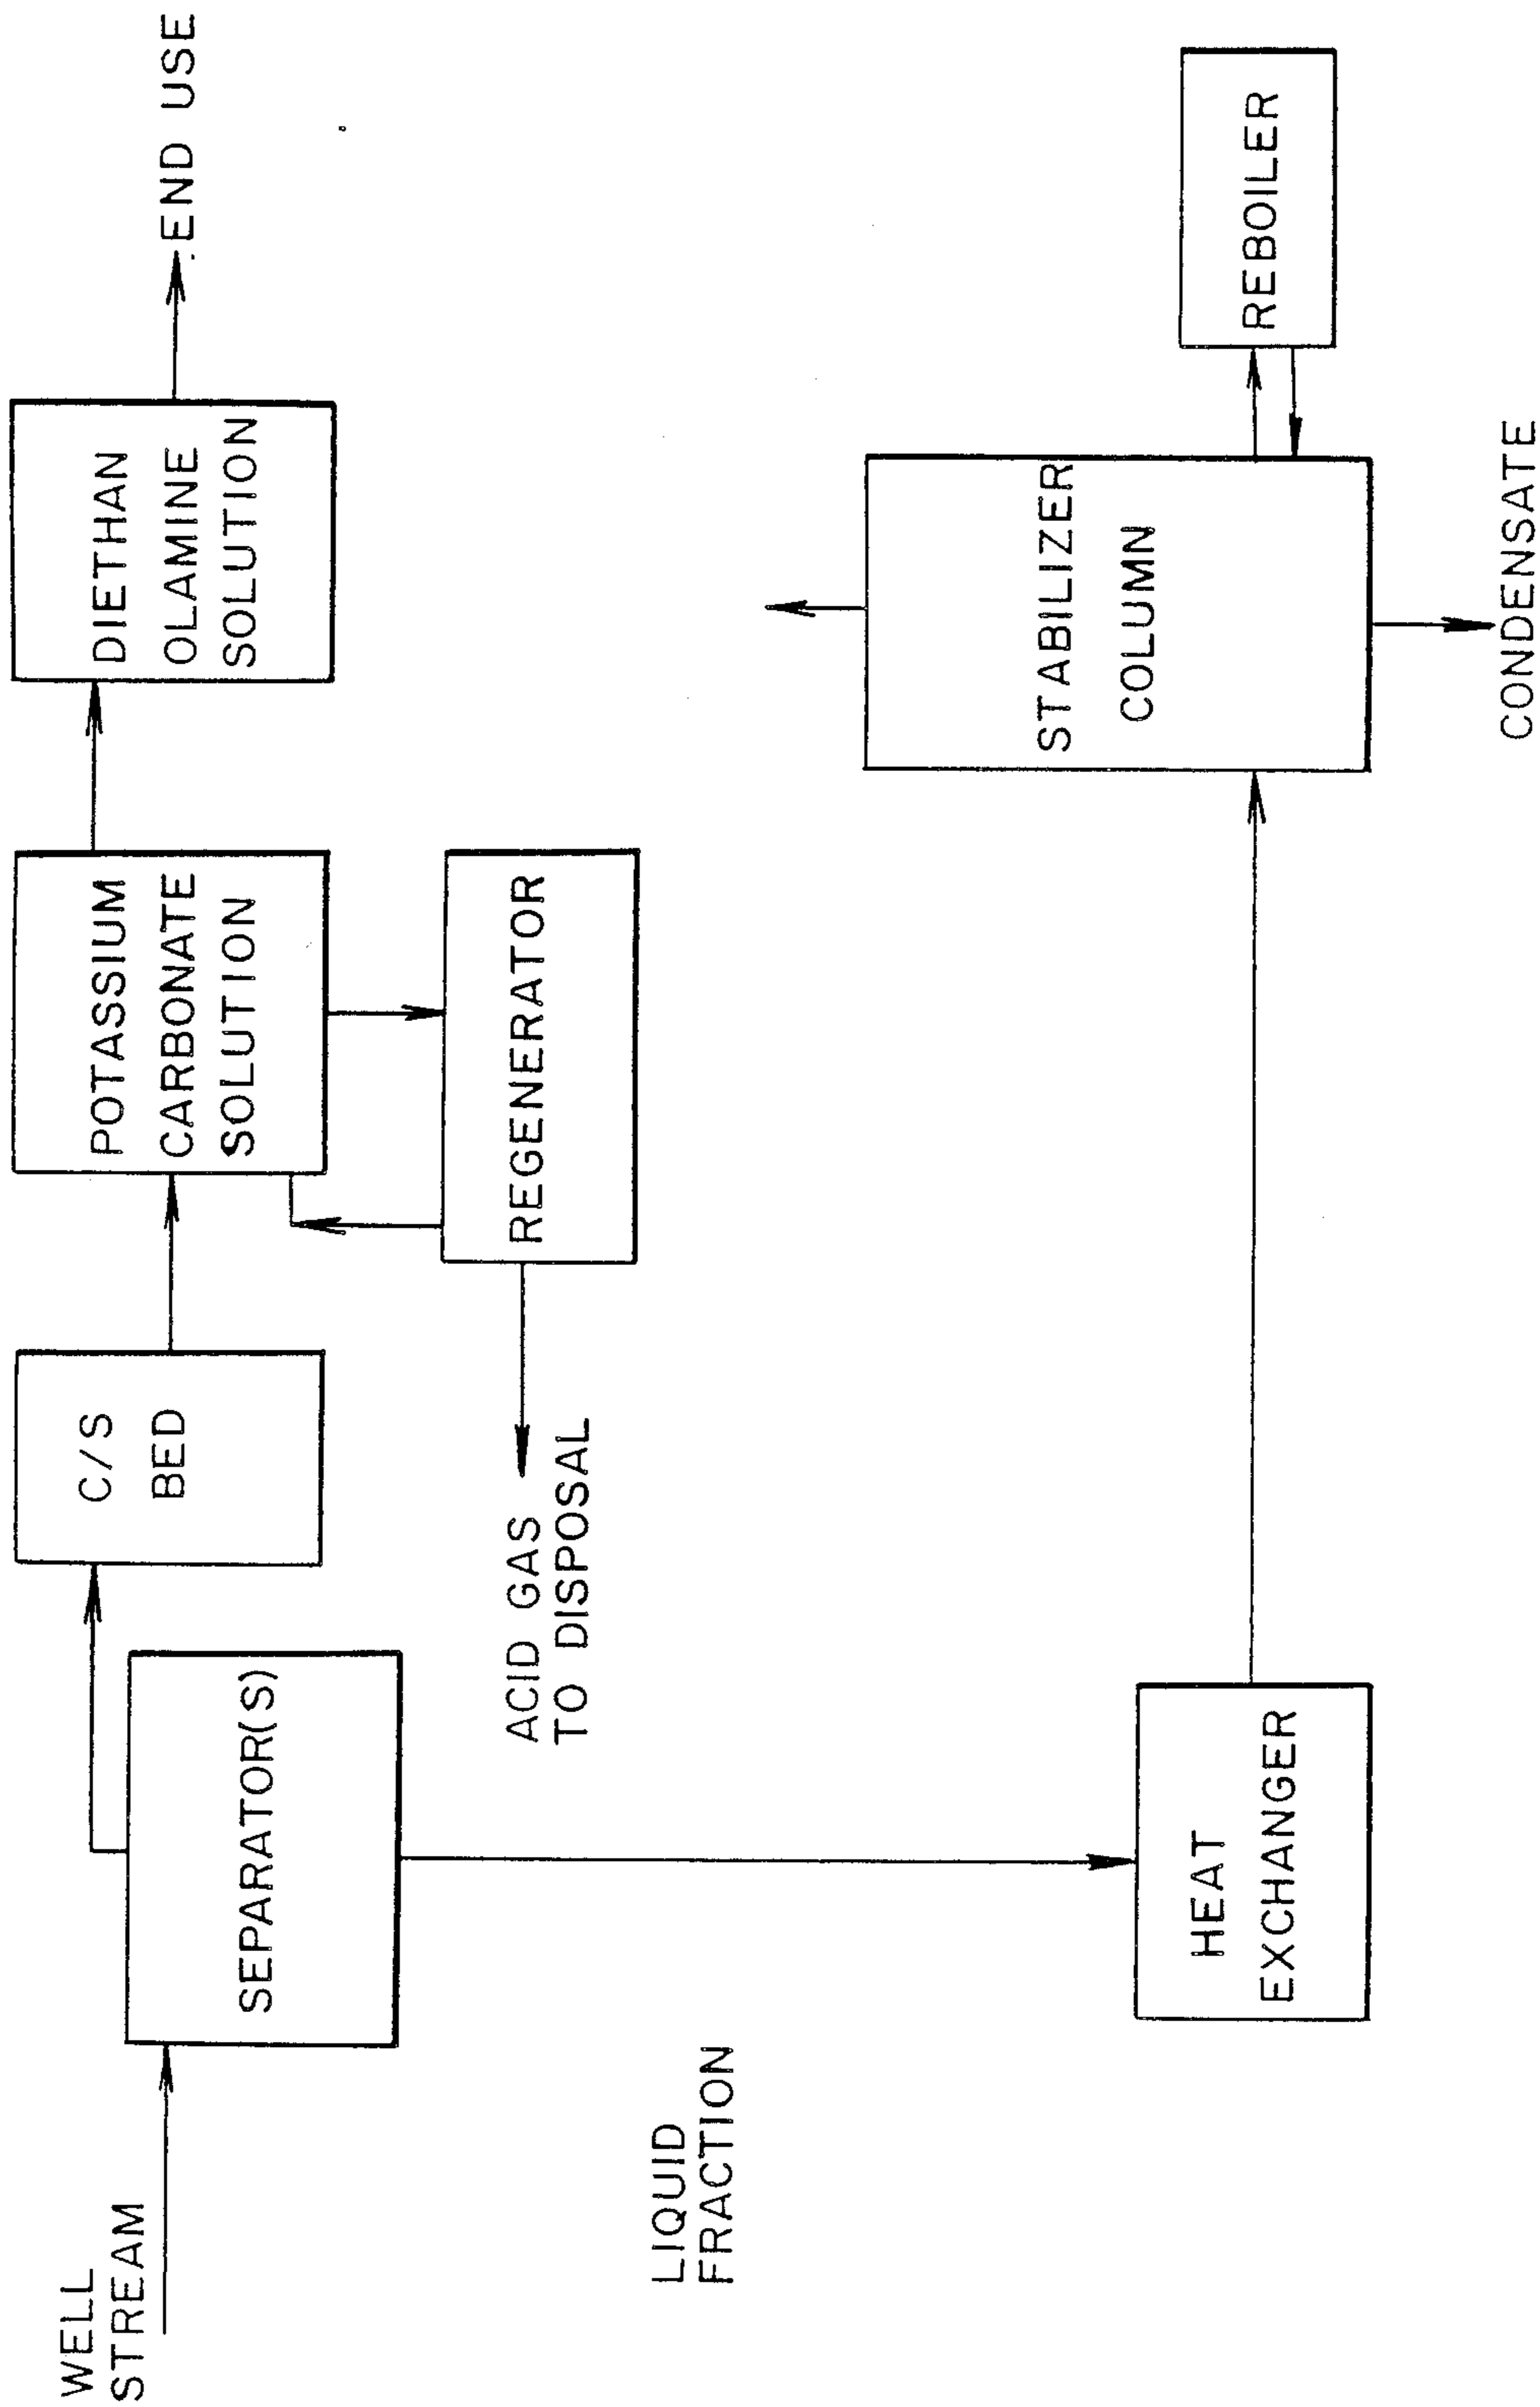 WELL
STREAM
SEPARATOR(S)
C/S
BED
POTASSIUM
CARBONATE
SOLUTION
DIETHAN
OLAMINE
SOLUTION
END USE
REGENERATOR
ACID GAS
TO DISPOSAL
LIQUID
FRACTION
HEAT
EXCHANGER
STABILIZER
COLUMN
REBOILER
CONDENSATE